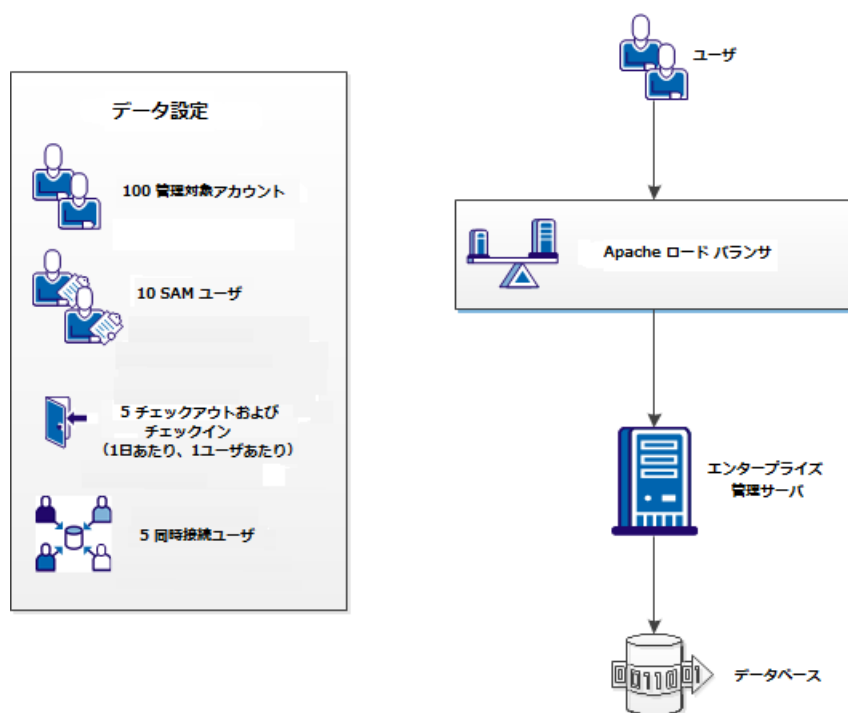 データ設定
100 管理対象アカウント
10 SAM ユーザ
5 チェックアウトおよび
チェックイン
（1日あたり、1ユーザあたり）
5 同時接続ユーザ
ユーザ
Apache ロード バランサ
エンタープライズ
管理サーバ
0 0110 01
データベース